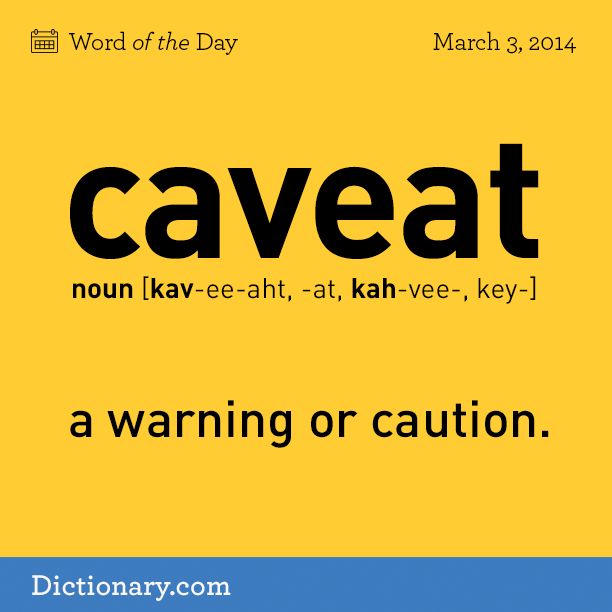 Word of the Day
March 3, 2014
caveat
noun [kav-ee-aht, -at, kah-vee-, key-]
a warning or caution.
Dictionary.com